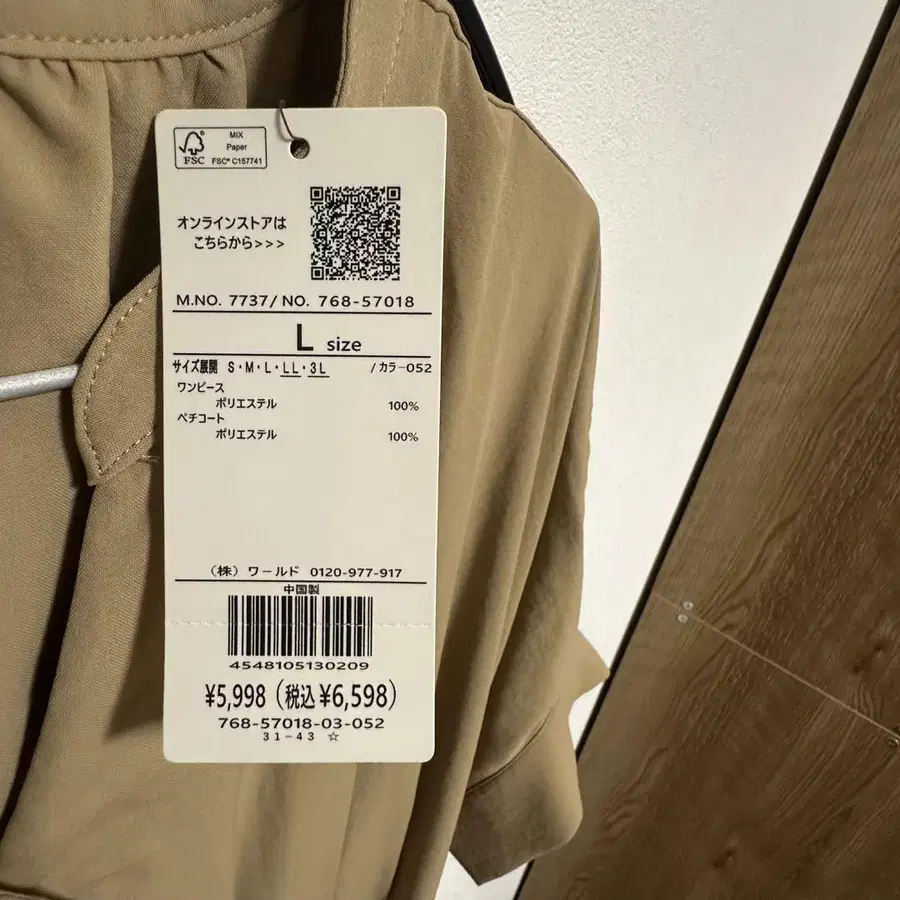 MIX
Paper
FSC
FSC® C157741
オンラインストアは
こちらから>>>
M.NO. 7737/ NO. 768-57018
L size
サイズ展開 S・M・L・LL・3L /カラー052
ワンピース
ポリエステル 100%
ペチコート
ポリエステル 100%
(株) ワールド 0120-977-917
中国製
4548105130209
¥5,998 (税込¥6,598)
768-57018-03-052
31-43 ☆